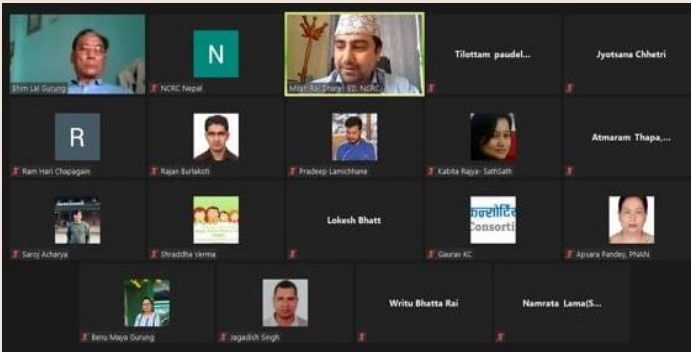 Bhim Lal Gurung
N
NCRC Nepal
Milan Raj Dharel ED, NCRC
Tilottam paudel...
Jyotsana Chhetri
R
Ram Hari Chapagain
Rajan Burlakoti
Pradeep Lamichhane
Kabita Rajya- SathSath
Atmaram Thapa,...
Saroj Acharya
Shraddha Verma
Lokesh Bhatt
कन्सोर्टि
Consorti
Gaurav KC
Apsara Pandey, PNAN
Benu Maya Gurung
Jagadish Singh
Writu Bhatta Rai
Namrata Lama(S...